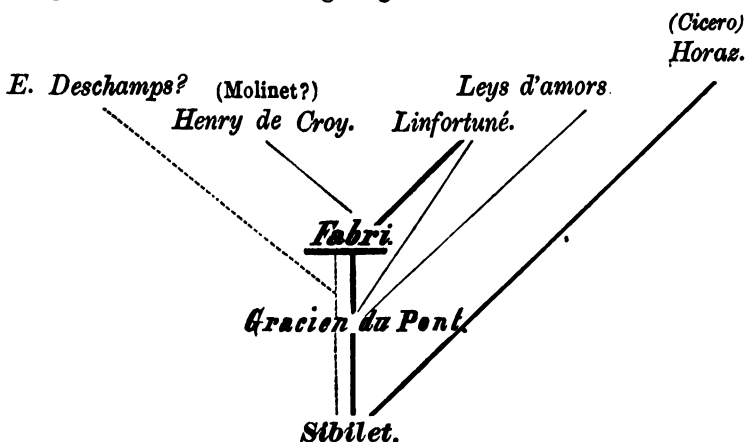 (Cicero)
Horaz.
E. Deschamps? (Molinet?) Leys d'amors.
Henry de Croy. Linfortuné.
Fabri.
Gracien du Pont.
Sibilet.